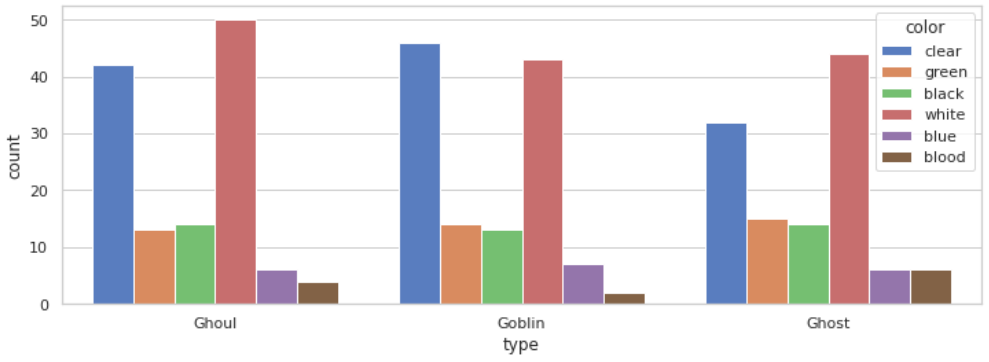 50
40
30
20
10
0
count
Ghoul Goblin Ghost
type
color
clear
green
black
white
blue
blood